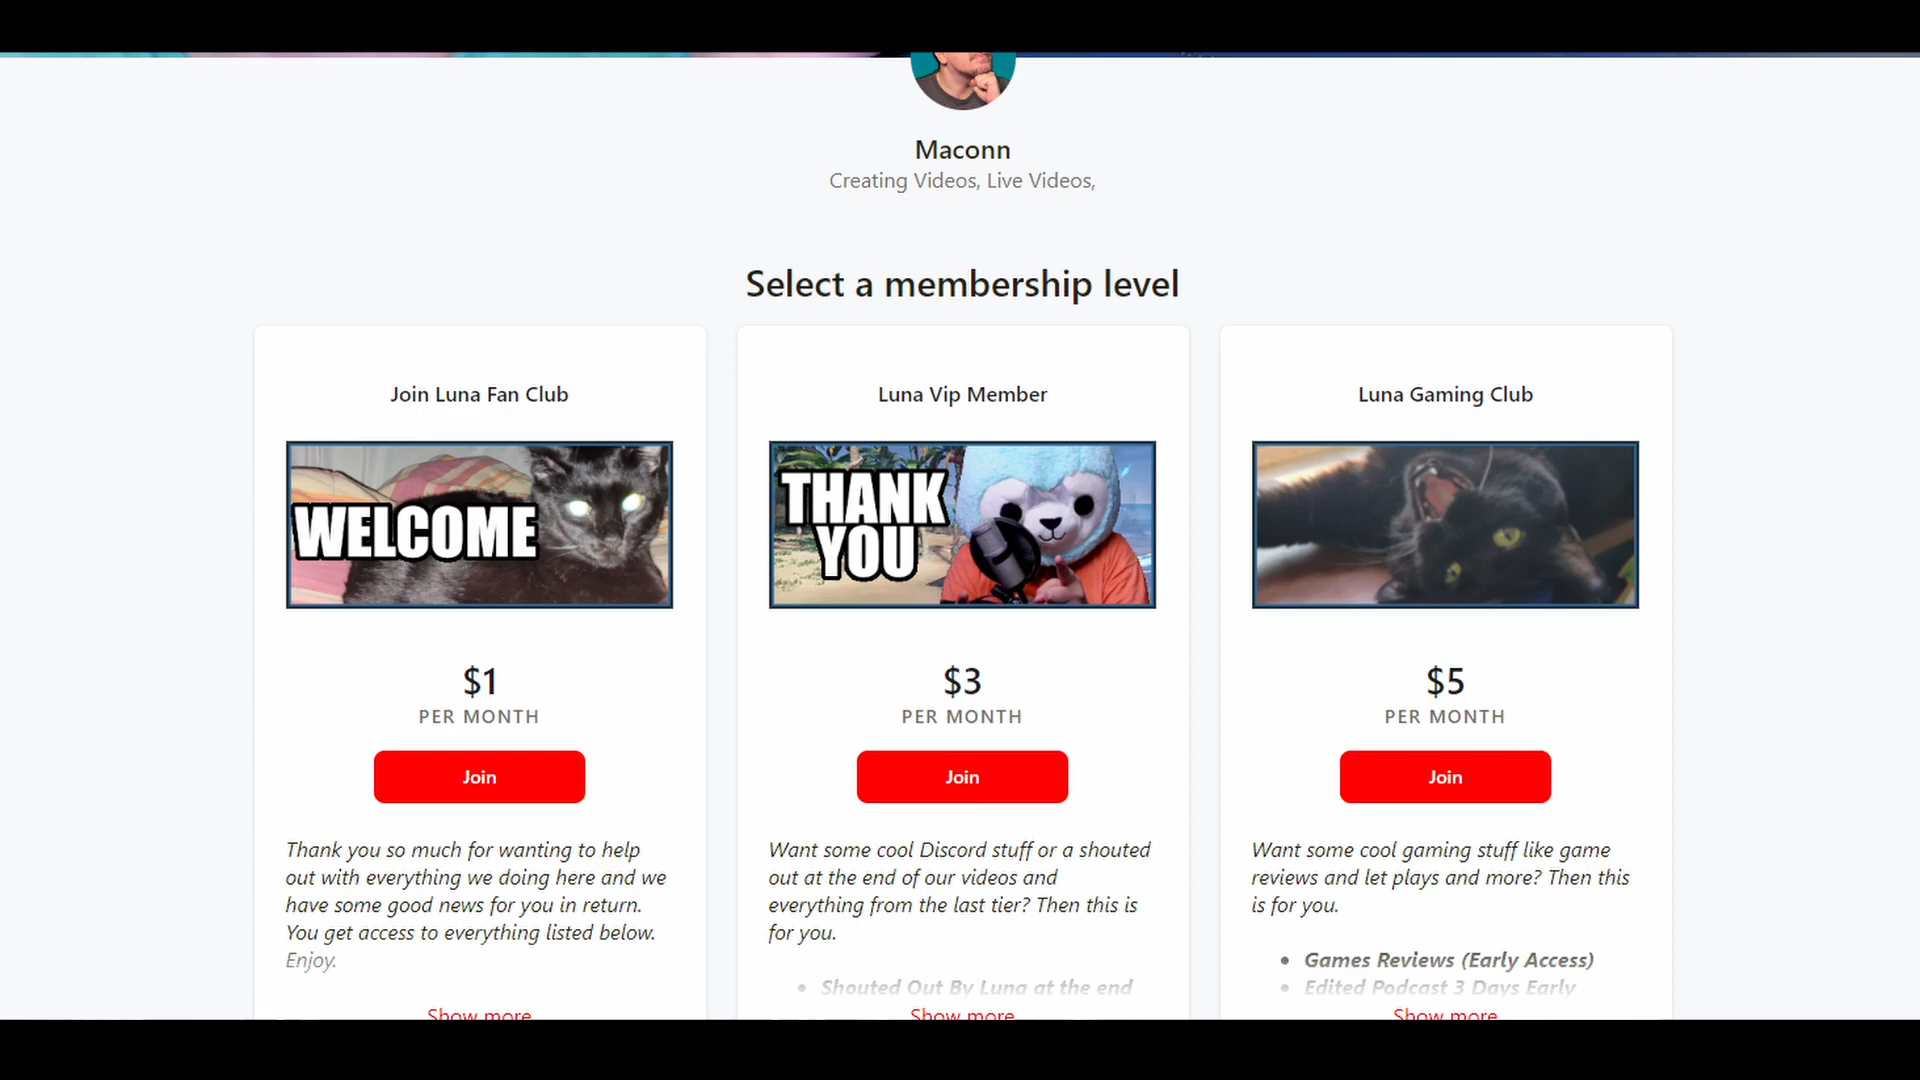 Maconn
Creating Videos, Live Videos,
Select a membership level
Join Luna Fan Club
WELCOME
$1
PER MONTH
Join
Thank you so much for wanting to help
out with everything we doing here and we
have some good news for you in return.
You get access to everything listed below.
Enjoy.
Show more
Luna Vip Member
THANK
YOU
$3
PER MONTH
Join
Want some cool Discord stuff or a shouted
out at the end of our videos and
everything from the last tier? Then this is
for you.
• Shouted Out By Luna at the end
Show more
Luna Gaming Club
$5
PER MONTH
Join
Want some cool gaming stuff like game
reviews and let plays and more? Then this
is for you.
• Games Reviews (Early Access)
• Edited Podcast 3 Days Early
Show more